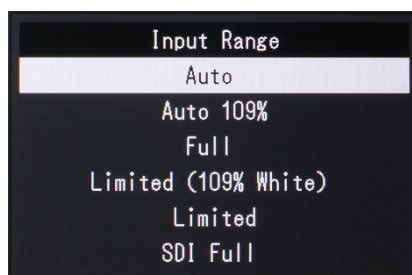 Input Range
Auto
Auto 109%
Full
Limited (109% White)
Limited
SDI Full